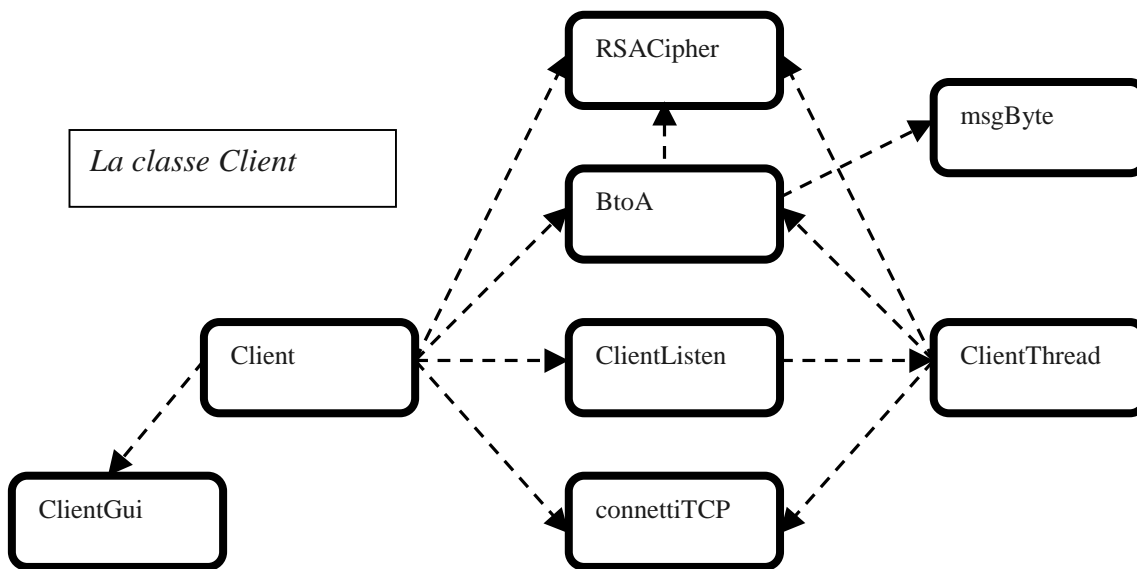 RSACipher
msgByte
La classe Client
BtoA
Client
ClientListen
ClientThread
ClientGui
connettiTCP